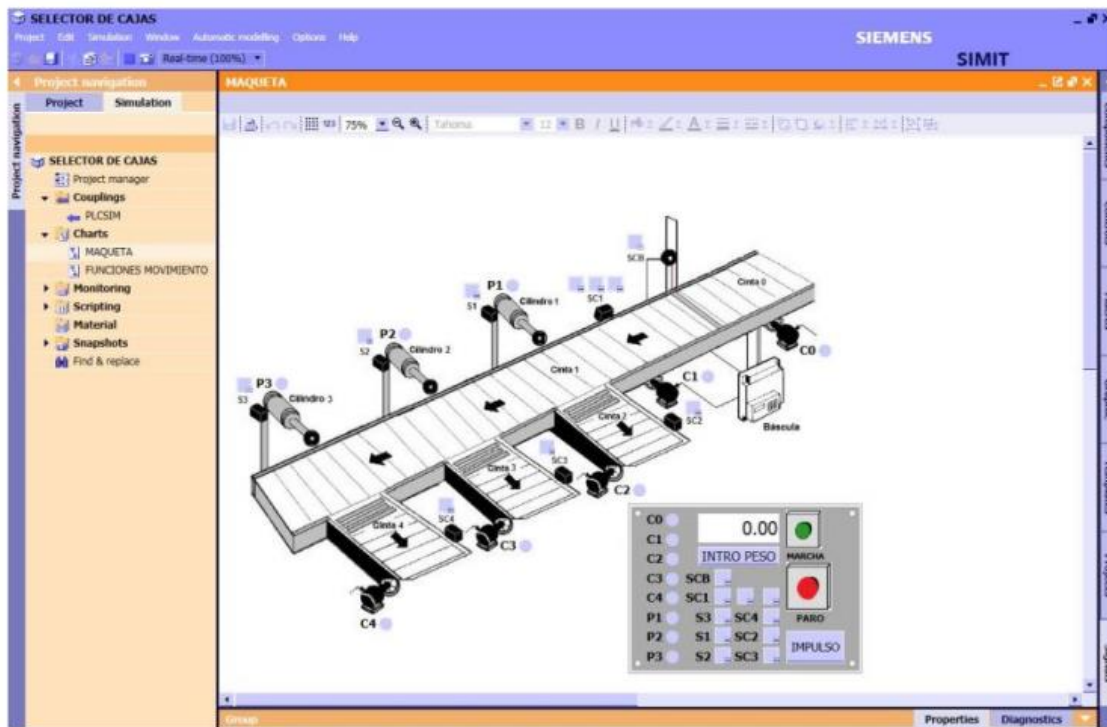 SELECTOR DE CAJAS
Project Edit Simulation Window Automatic modelling Options Help
SIEMENS
Real-time (100%)
SIMIT
Project navigation
MAQUETA
Project Simulation
75% Tahoma 12 B I U
Project navigation
SELECTOR DE CAJAS
Project manager
Couplings
PLCSIM
Charts
MAQUETA
FUNCIONES MOVIMIENTO
Monitoring
Scripting
Material
Snapshots
Find & replace
SCB
Cinta 0
P1
SC1
S1
Cilindro 1
C0
P2
S2
Cilindro 2
Cinta 1
C1
P3
S3
Cilindro 3
Cinta 2
SC2
Báscula
Cinta 3
SC3
C2
Cinta 4
SC4
C3
C4
C0
0.00
C1
C2
INTRO PESO
MARCHA
C3 SCB
C4 SC1
P1 S3 SC4
PARO
P2 S1 SC2
IMPULSO
P3 S2 SC3
Group
Properties Diagnostics